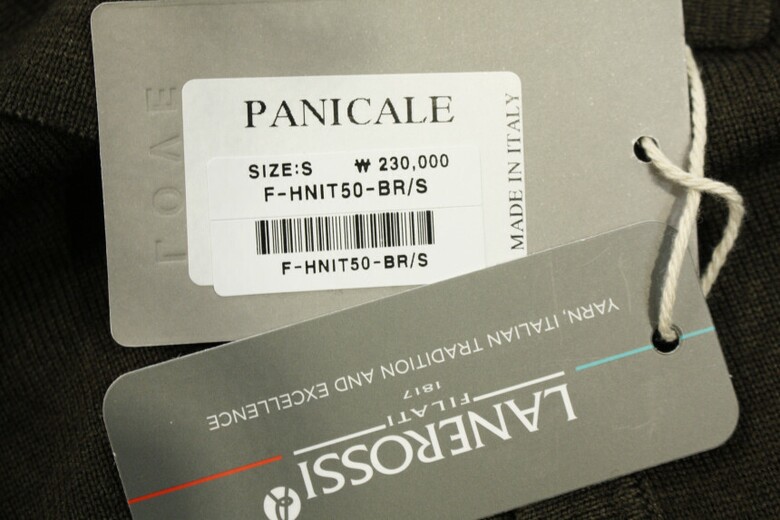 PANICALE
SIZE:S ₩ 230,000
F-HNIT50-BR/S
F-HNIT50-BR/S
MADE IN ITALY
LOVE
LANEROSSI
FILATI
1817
YARN, ITALIAN TRADITION AND EXCELLENCE